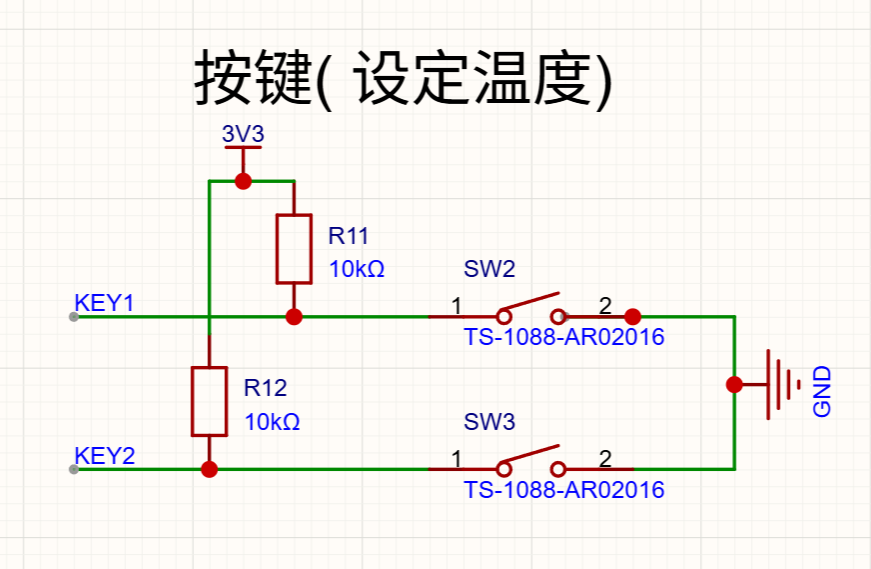 按键( 设定温度)
3V3
R11
10kΩ
SW2
KEY1
1
2
TS-1088-AR02016
R12
10kΩ
GND
SW3
KEY2
1
2
TS-1088-AR02016